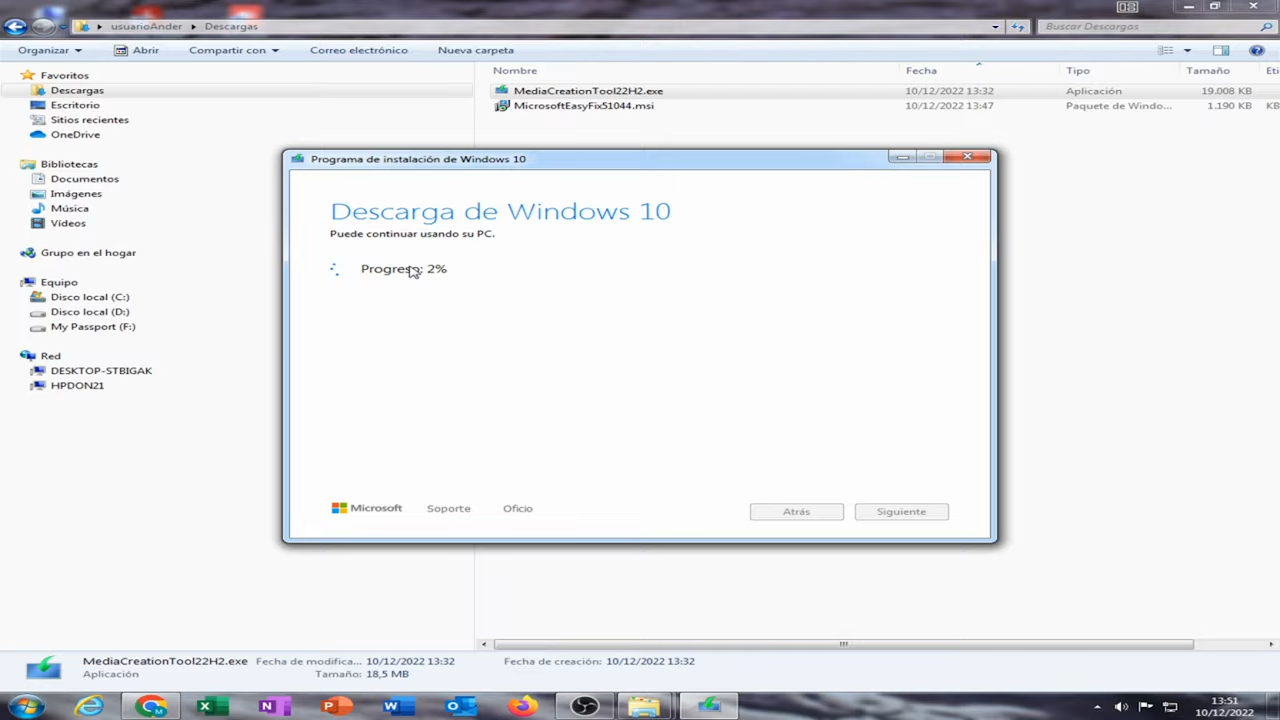 usuarioAnder Descargas Buscar Descargas
Organizar Abrir Compartir con Correo electrónico Nueva carpeta
Favoritos
Descargas
Escritorio
Sitios recientes
OneDrive
Bibliotecas
Documentos
Imágenes
Música
Vídeos
Grupo en el hogar
Equipo
Disco local (C:)
Disco local (D:)
My Passport (F:)
Red
DESKTOP-STBIGAK
HPDON21
Nombre Fecha Tipo Tamaño Eti
MediaCreationTool22H2.exe 10/12/2022 13:32 Aplicación 19.008 KB
MicrosoftEasyFix51044.msi 10/12/2022 13:47 Paquete de Windo... 1.190 KB KB
Programa de instalación de Windows 10
Descarga de Windows 10
Puede continuar usando su PC.
Progreso: 2%
Microsoft Soporte Oficio Atrás Siguiente
MediaCreationTool22H2.exe Fecha de modifica... 10/12/2022 13:32 Fecha de creación: 10/12/2022 13:32
Aplicación Tamaño: 18,5 MB
13:51
10/12/2022